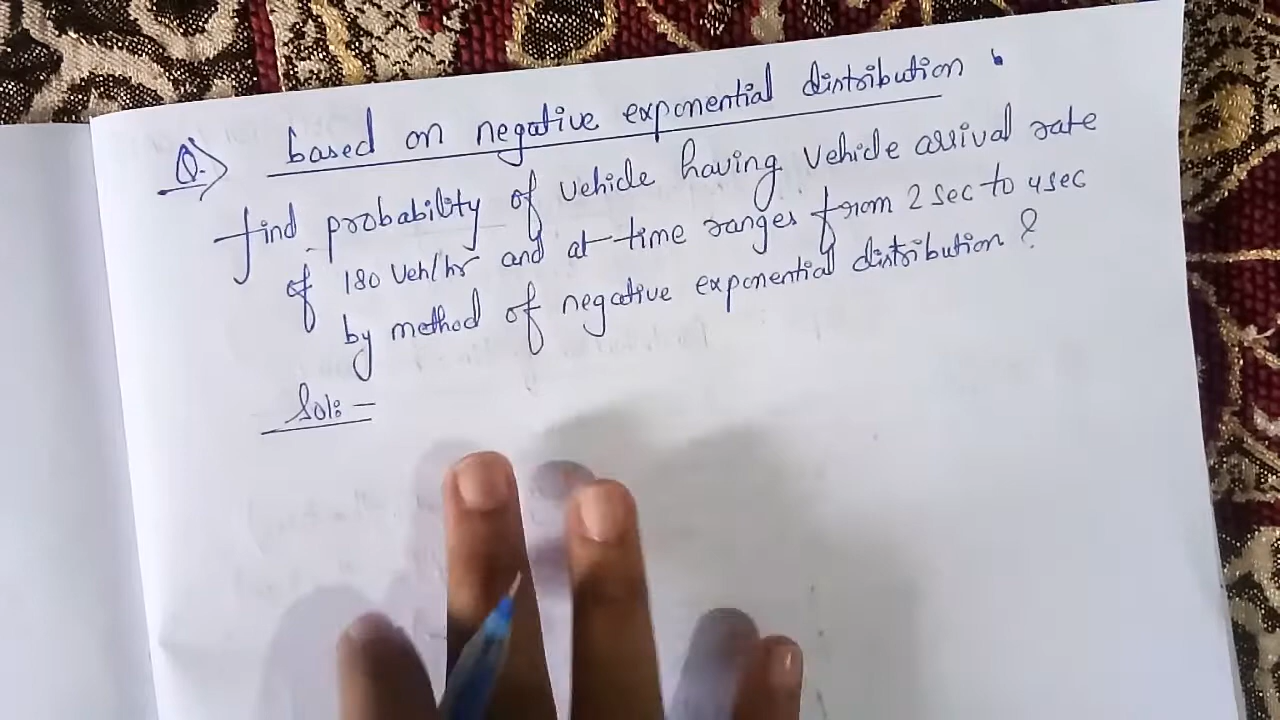 Q.> based on negative exponential distribution.
find probability of vehicle having vehicle arrival rate
of 180 Veh/hr and at time ranges from 2 sec to 4sec
by method of negative exponential distribution?
Sol: -